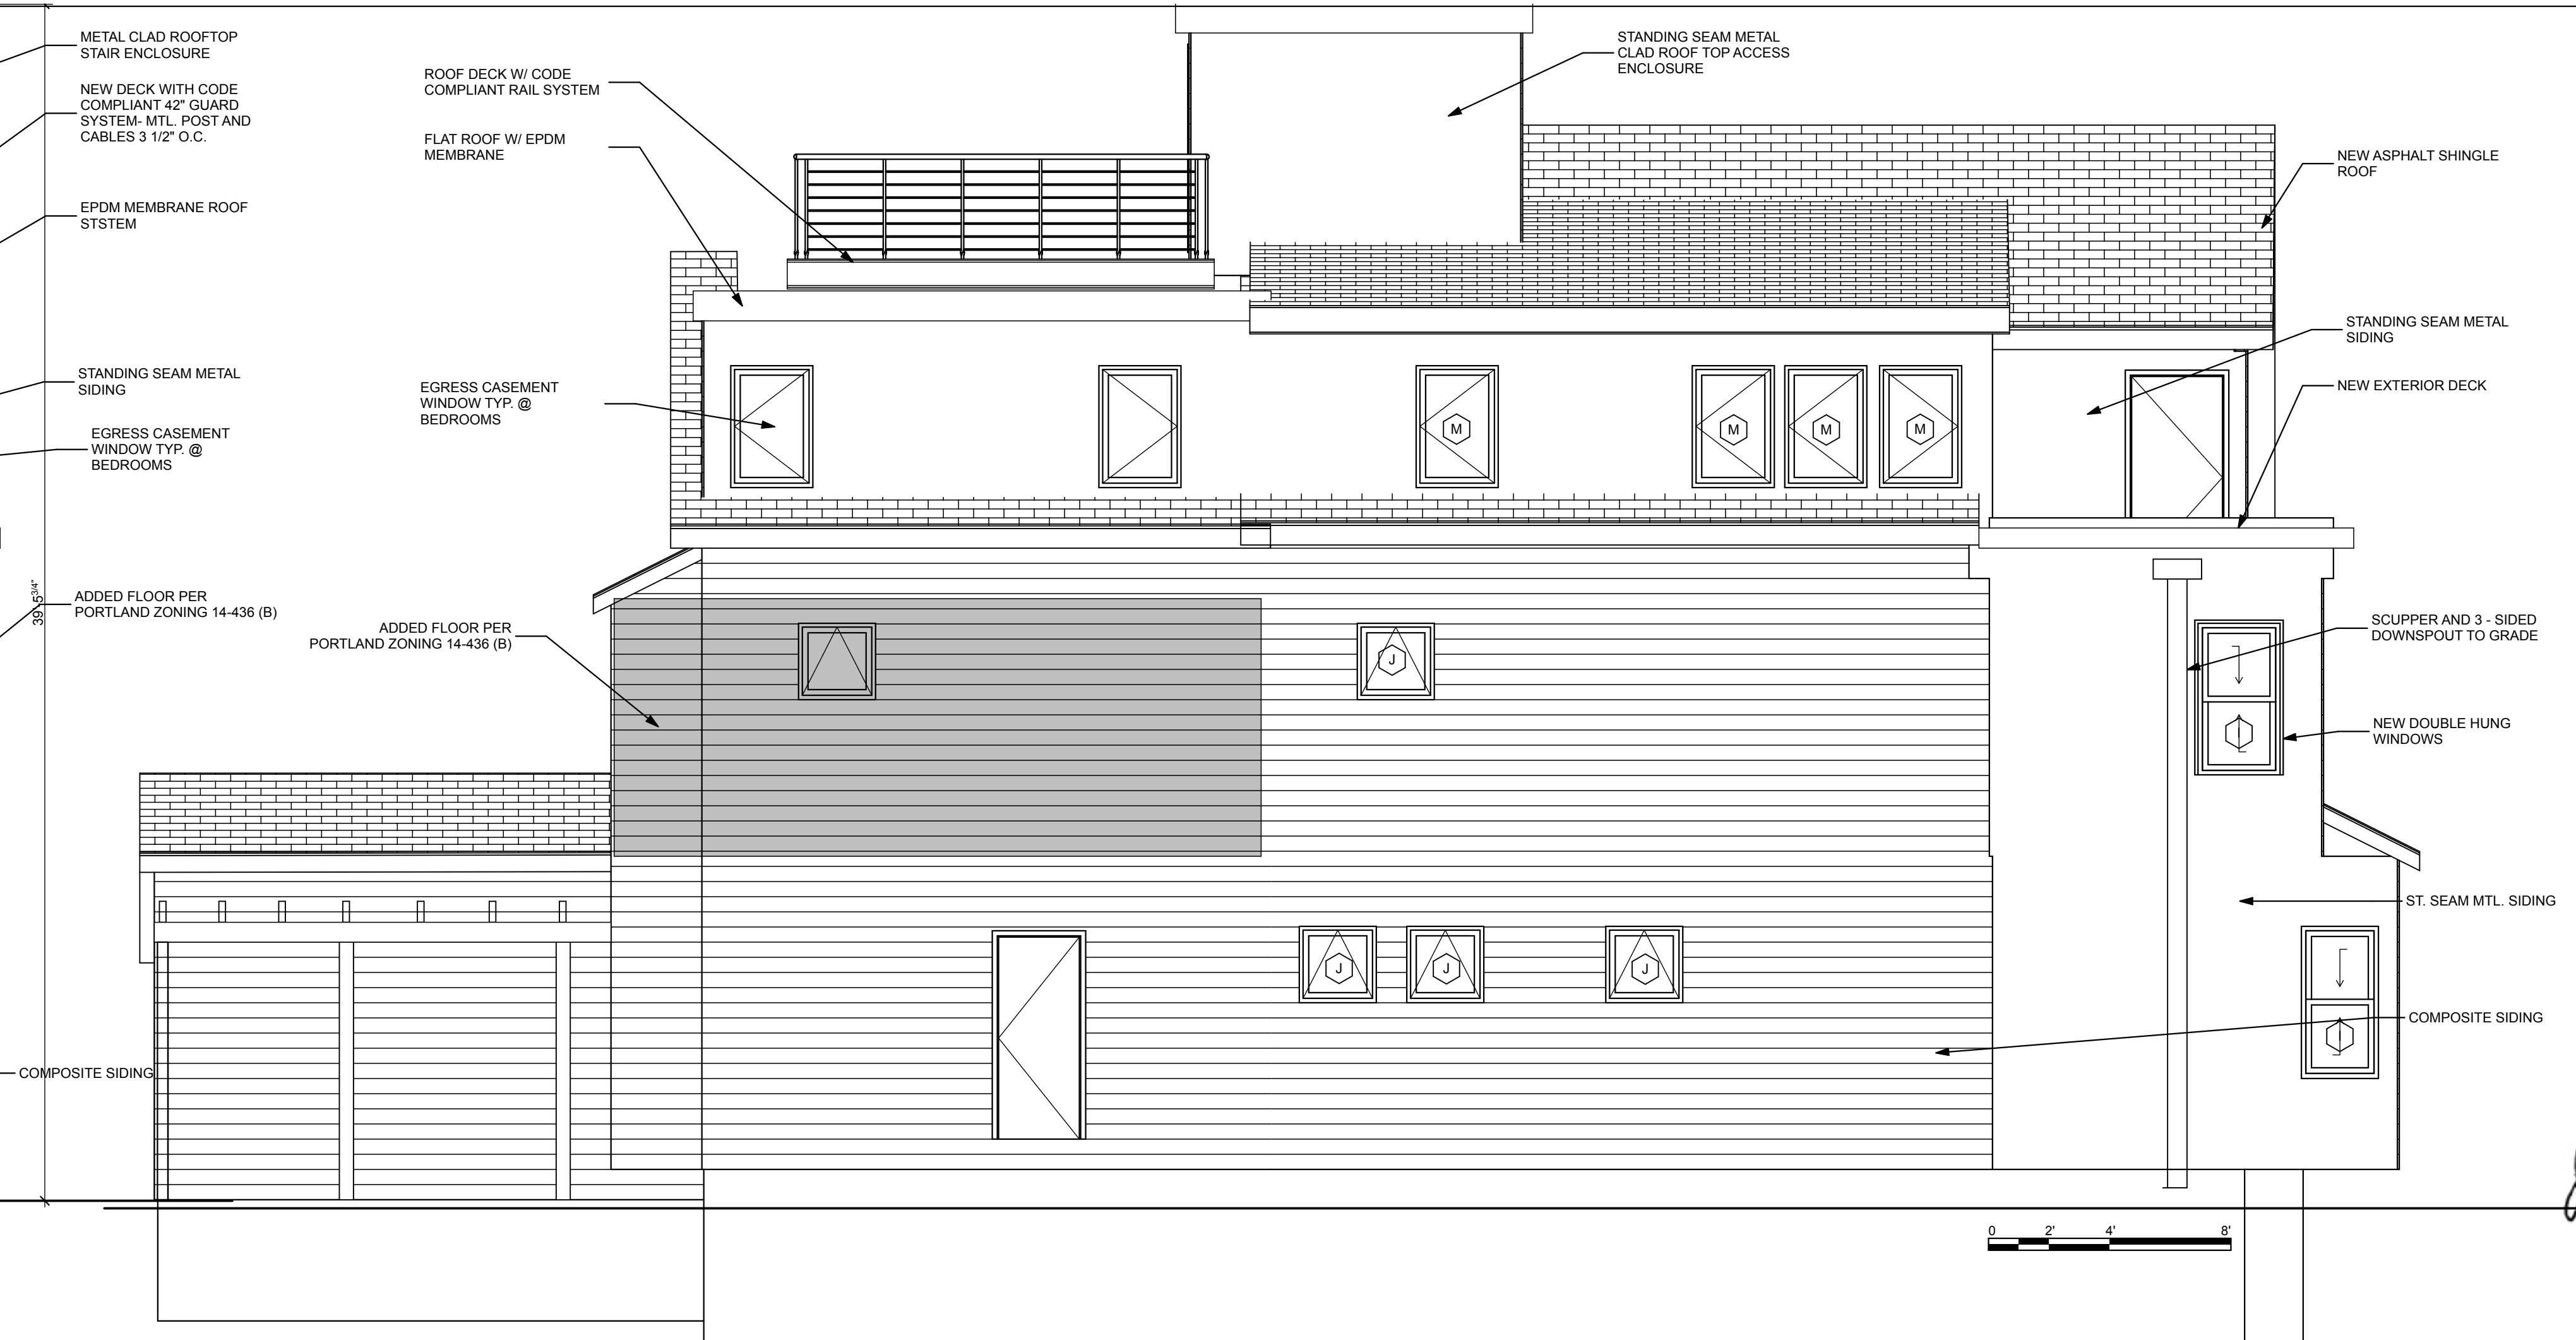 METAL CLAD ROOFTOP
STAIR ENCLOSURE
NEW DECK WITH CODE
COMPLIANT 42" GUARD
SYSTEM- MTL. POST AND
CABLES 3 1/2" O.C.
EPDM MEMBRANE ROOF
STSTEM
STANDING SEAM METAL
SIDING
EGRESS CASEMENT
WINDOW TYP. @
BEDROOMS
39'-5 3/4"
ADDED FLOOR PER
PORTLAND ZONING 14-436 (B)
COMPOSITE SIDING
ROOF DECK W/ CODE
COMPLIANT RAIL SYSTEM
FLAT ROOF W/ EPDM
MEMBRANE
EGRESS CASEMENT
WINDOW TYP. @
BEDROOMS
ADDED FLOOR PER
PORTLAND ZONING 14-436 (B)
STANDING SEAM METAL
CLAD ROOF TOP ACCESS
ENCLOSURE
M
M
M
M
J
J
J
J
I
I
NEW ASPHALT SHINGLE
ROOF
STANDING SEAM METAL
SIDING
NEW EXTERIOR DECK
SCUPPER AND 3 - SIDED
DOWNSPOUT TO GRADE
NEW DOUBLE HUNG
WINDOWS
ST. SEAM MTL. SIDING
COMPOSITE SIDING
0 2' 4' 8'